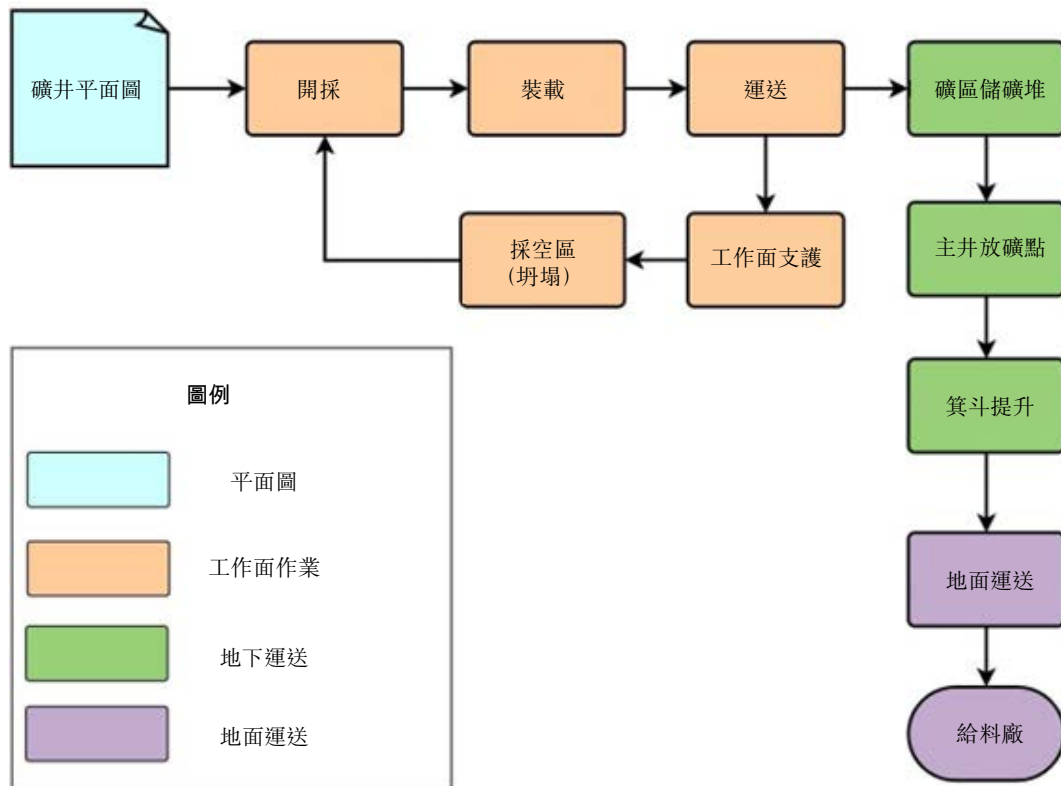 礦井平面圖
開採
裝載
運送
礦區儲礦堆
採空區
(坍塌)
工作面支護
主井放礦點
箕斗提升
地面運送
給料廠
圖例
平面圖
工作面作業
地下運送
地面運送